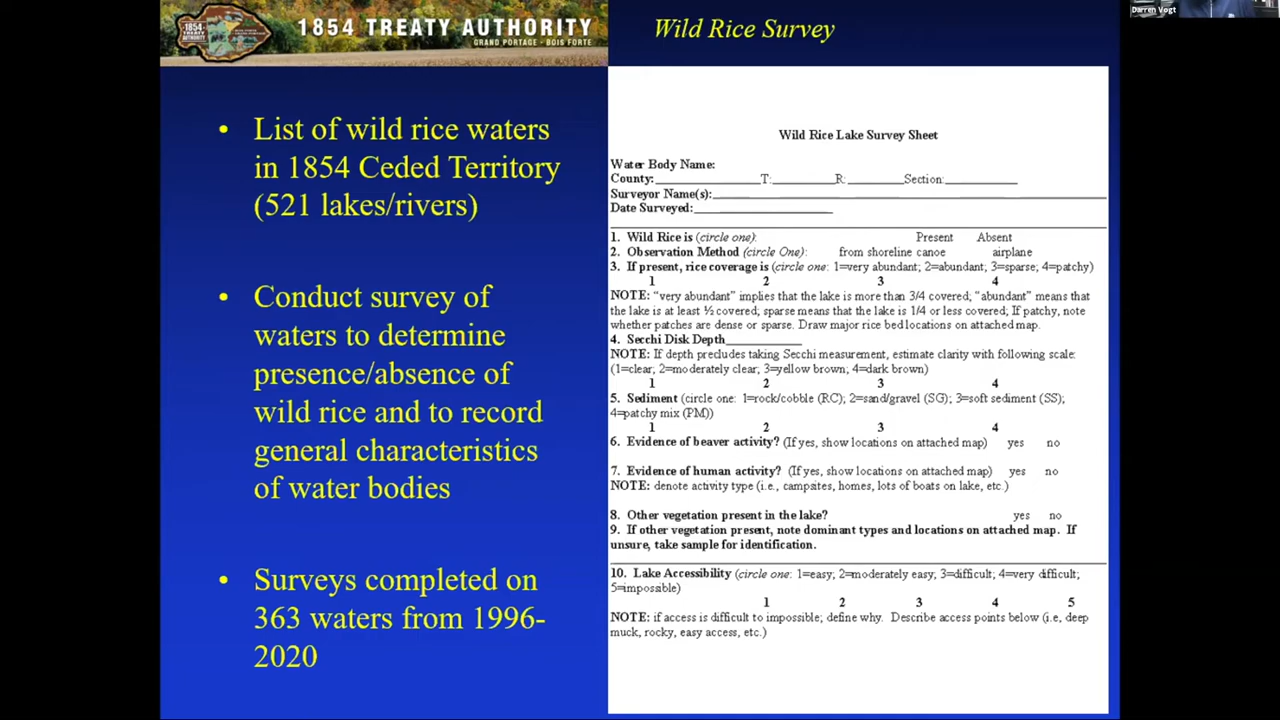 1854 TREATY AUTHORITY
GRAND PORTAGE - BOIS FORTE
Wild Rice Survey
Darren Vogt
• List of wild rice waters
in 1854 Ceded Territory
(521 lakes/rivers)
• Conduct survey of
waters to determine
presence/absence of
wild rice and to record
general characteristics
of water bodies
• Surveys completed on
363 waters from 1996-
2020
Wild Rice Lake Survey Sheet
Water Body Name:
County: T: R: Section:
Surveyor Name(s):
Date Surveyed:
1. Wild Rice is (circle one): Present Absent
2. Observation Method (circle One): from shoreline canoe airplane
3. If present, rice coverage is (circle one: 1=very abundant; 2=abundant; 3=sparse; 4=patchy)
1 2 3 4
NOTE: “very abundant” implies that the lake is more than 3/4 covered; “abundant” means that
the lake is at least ½ covered; sparse means that the lake is 1/4 or less covered, If patchy, note
whether patches are dense or sparse. Draw major rice bed locations on attached map.
4. Secchi Disk Depth
NOTE: If depth precludes taking Secchi measurement, estimate clarity with following scale:
(1=clear; 2=moderately clear; 3=yellow brown; 4=dark brown)
1 2 3 4
5. Sediment (circle one: 1=rock/cobble (RC); 2=sand/gravel (SG); 3=soft sediment (SS);
4=patchy mix (PM))
1 2 3 4
6. Evidence of beaver activity? (If yes, show locations on attached map) yes no
7. Evidence of human activity? (If yes, show locations on attached map) yes no
NOTE: denote activity type (i.e., campsites, homes, lots of boats on lake, etc.)
8. Other vegetation present in the lake? yes no
9. If other vegetation present, note dominant types and locations on attached map. If
unsure, take sample for identification.
10. Lake Accessibility (circle one: 1=easy; 2=moderately easy; 3=difficult; 4=very difficult;
5=impossible)
1 2 3 4 5
NOTE: if access is difficult to impossible; define why. Describe access points below (i.e, deep
muck, rocky, easy access, etc.)